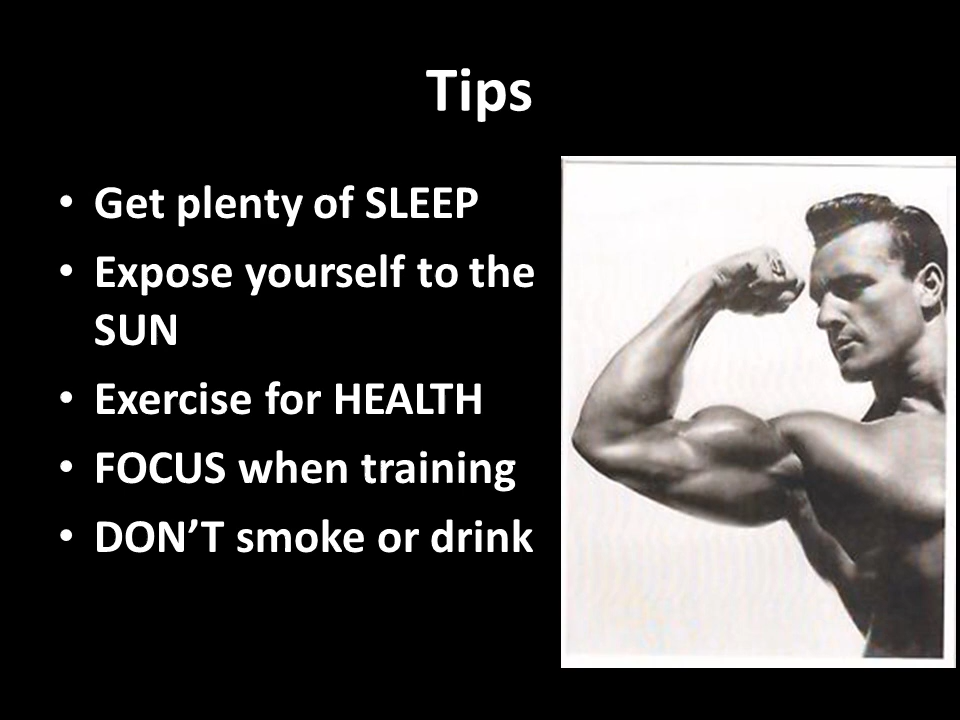 Tips
• Get plenty of SLEEP
• Expose yourself to the
SUN
• Exercise for HEALTH
• FOCUS when training
• DON’T smoke or drink